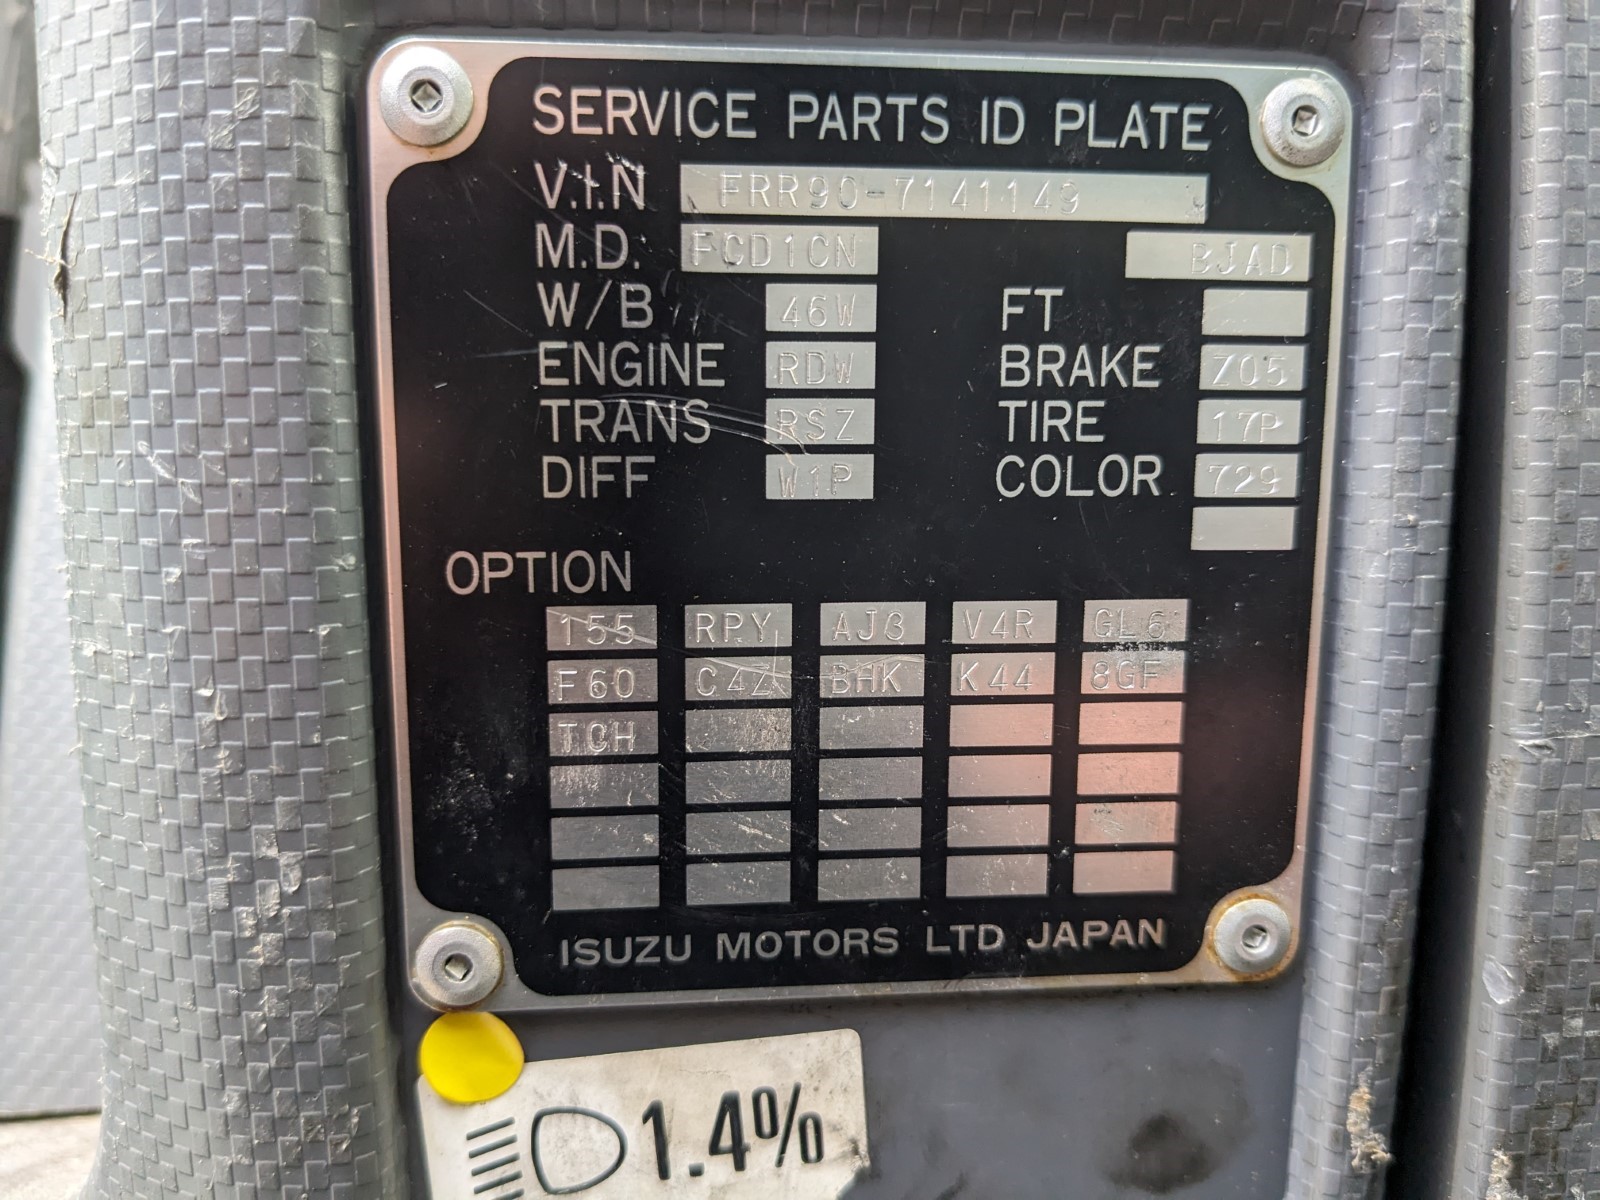 SERVICE PARTS ID PLATE
V.I.N FRR90-7141149
M.D. FCD1CN BJAD
W/B 46W FT
ENGINE RDW BRAKE Z05
TRANS RSZ TIRE 17P
DIFF W1P COLOR 729
OPTION
155 RPY AJ3 V4R GL6
F60 C4Z BHK K44 8GF
TCH
ISUZU MOTORS LTD JAPAN
1.4%